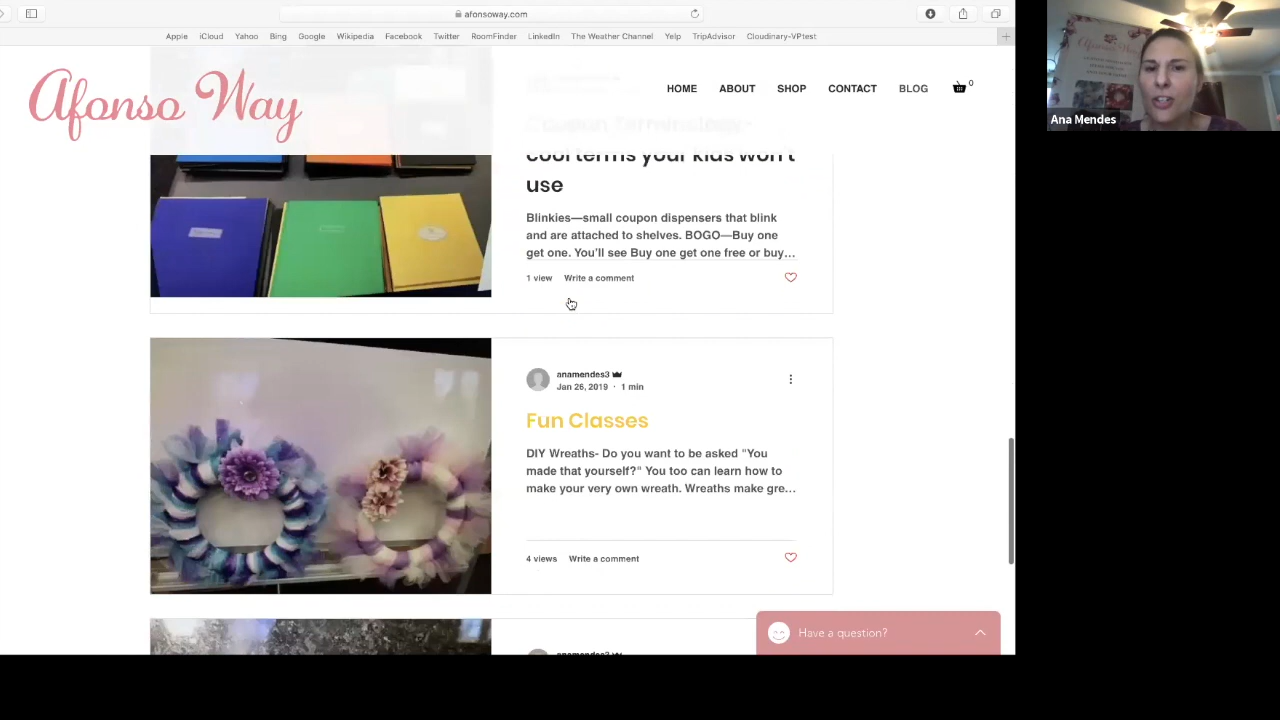 afonsoway.com
Apple iCloud Yahoo Bing Google Wikipedia Facebook Twitter RoomFinder LinkedIn The Weather Channel Yelp TripAdvisor Cloudinary-VPtest
Afonso Way
HOME ABOUT SHOP CONTACT BLOG 0
Ana Mendes
Terminology-
cool terms your kids won't
use
Blinkies—small coupon dispensers that blink
and are attached to shelves. BOGO—Buy one
get one. You'll see Buy one get one free or buy...
1 view Write a comment
anamendes3
Jan 26, 2019 · 1 min
Fun Classes
DIY Wreaths- Do you want to be asked "You
made that yourself?" You too can learn how to
make your very own wreath. Wreaths make gre...
4 views Write a comment
Have a question?